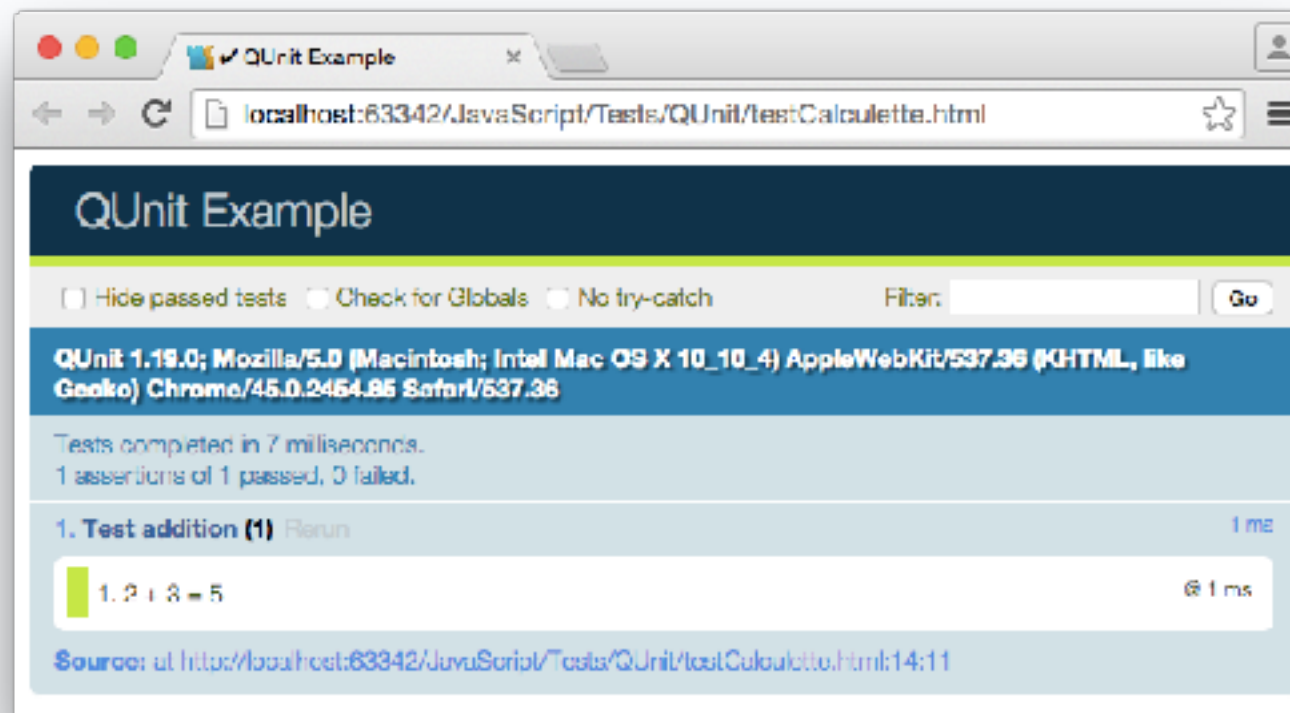 ✔ QUnit Example
localhost:63342/JavaScript/Tests/QUnit/testCalculette.html
QUnit Example
Hide passed tests Check for Globals No try-catch Filter: Go
QUnit 1.19.0; Mozilla/5.0 (Macintosh; Intel Mac OS X 10_10_4) AppleWebKit/537.36 (KHTML, like
Gecko) Chrome/45.0.2454.85 Safari/537.36
Tests completed in 7 milliseconds.
1 assertions of 1 passed, 0 failed.
1. Test addition (1) Rerun 1 ms
1. 2 + 3 = 5 @ 1 ms
Source: at http://localhost:63342/JavaScript/Tests/QUnit/testCalculette.html:14:11